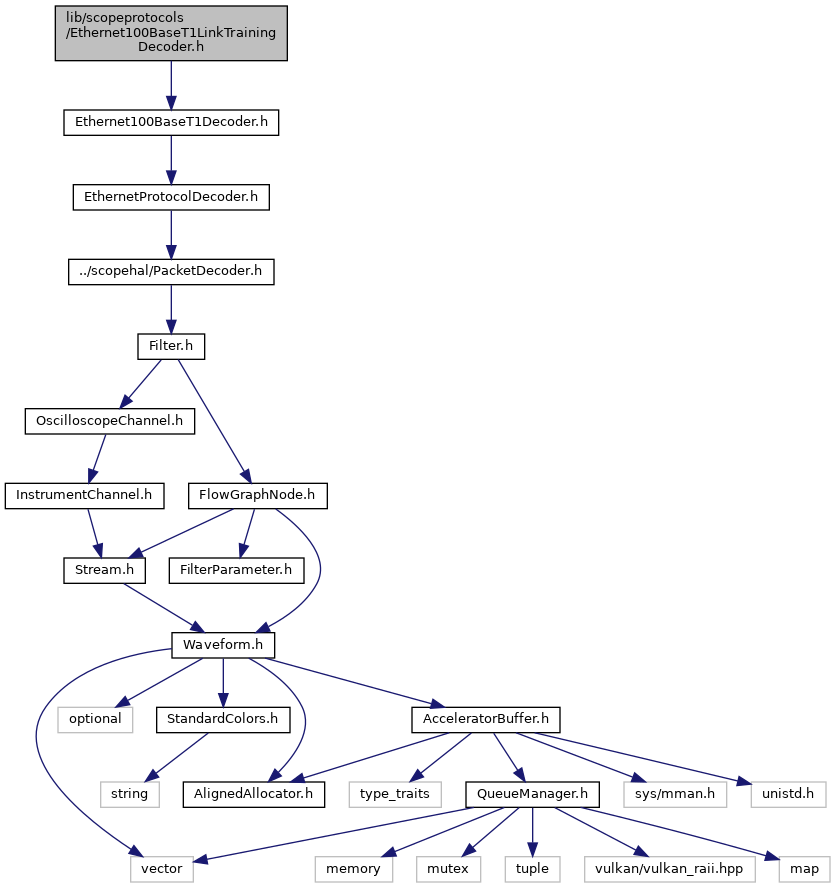 lib/scopeprotocols
/Ethernet100BaseT1LinkTraining
Decoder.h
Ethernet100BaseT1Decoder.h
EthernetProtocolDecoder.h
../scopehal/PacketDecoder.h
Filter.h
OscilloscopeChannel.h
InstrumentChannel.h
FlowGraphNode.h
Stream.h
FilterParameter.h
Waveform.h
optional
StandardColors.h
AcceleratorBuffer.h
string
AlignedAllocator.h
type_traits
QueueManager.h
sys/mman.h
unistd.h
vector
memory
mutex
tuple
vulkan/vulkan_raii.hpp
map